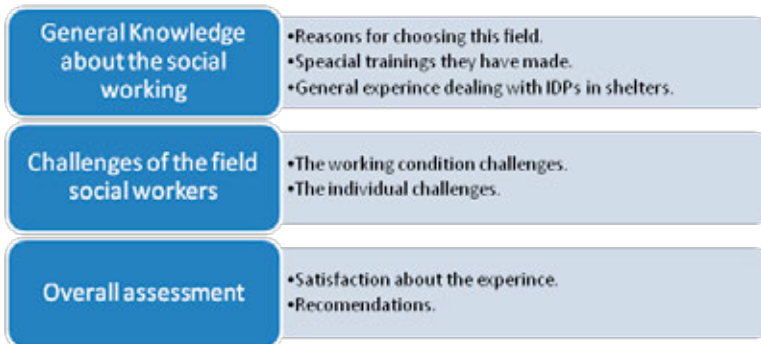 General Knowledge
about the social
working
•Reasons for choosing this field.
•Speacial trainings they have made.
•General experince dealing with IDPs in shelters.
Challenges of the field
social workers
•The working condition challenges.
•The individual challenges.
Overall assessment
•Satisfaction about the experince.
•Recomendations.